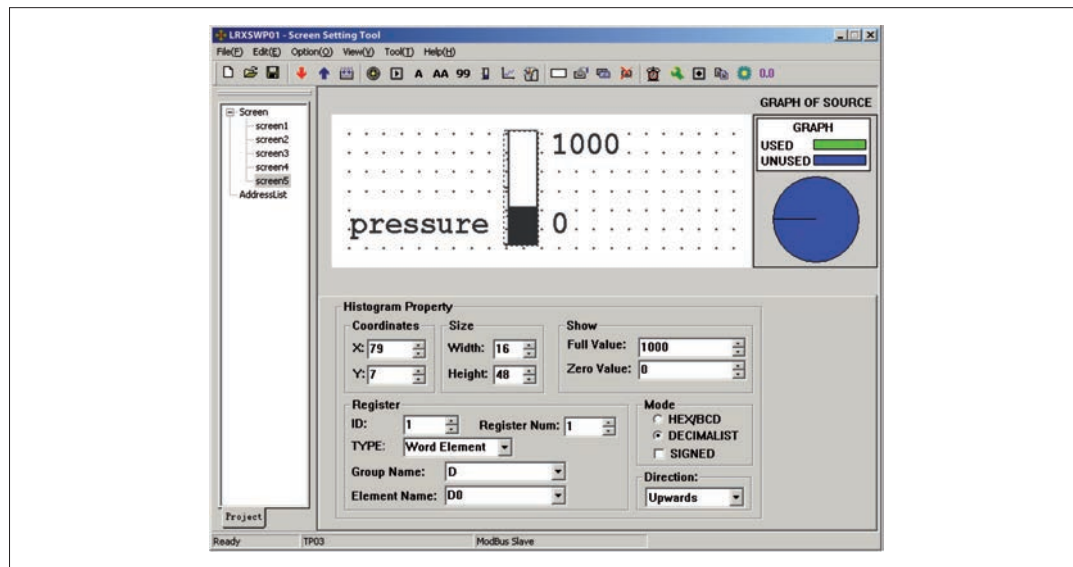 LRXSWP01 - Screen Setting Tool
File(F) Edit(E) Option(O) View(V) Tool(T) Help(H)
A AA 99 0.0
Screen
screen1
screen2
screen3
screen4
screen5
AddressList
Project
1000
pressure 0
GRAPH OF SOURCE
GRAPH
USED
UNUSED
Histogram Property
Coordinates
X: 79
Y: 7
Size
Width: 16
Height: 48
Show
Full Value: 1000
Zero Value: 0
Register
ID: 1 Register Num: 1
TYPE: Word Element
Group Name: D
Element Name: D0
Mode
HEX/BCD
DECIMALIST
SIGNED
Direction:
Upwards
Ready TP03 ModBus Slave